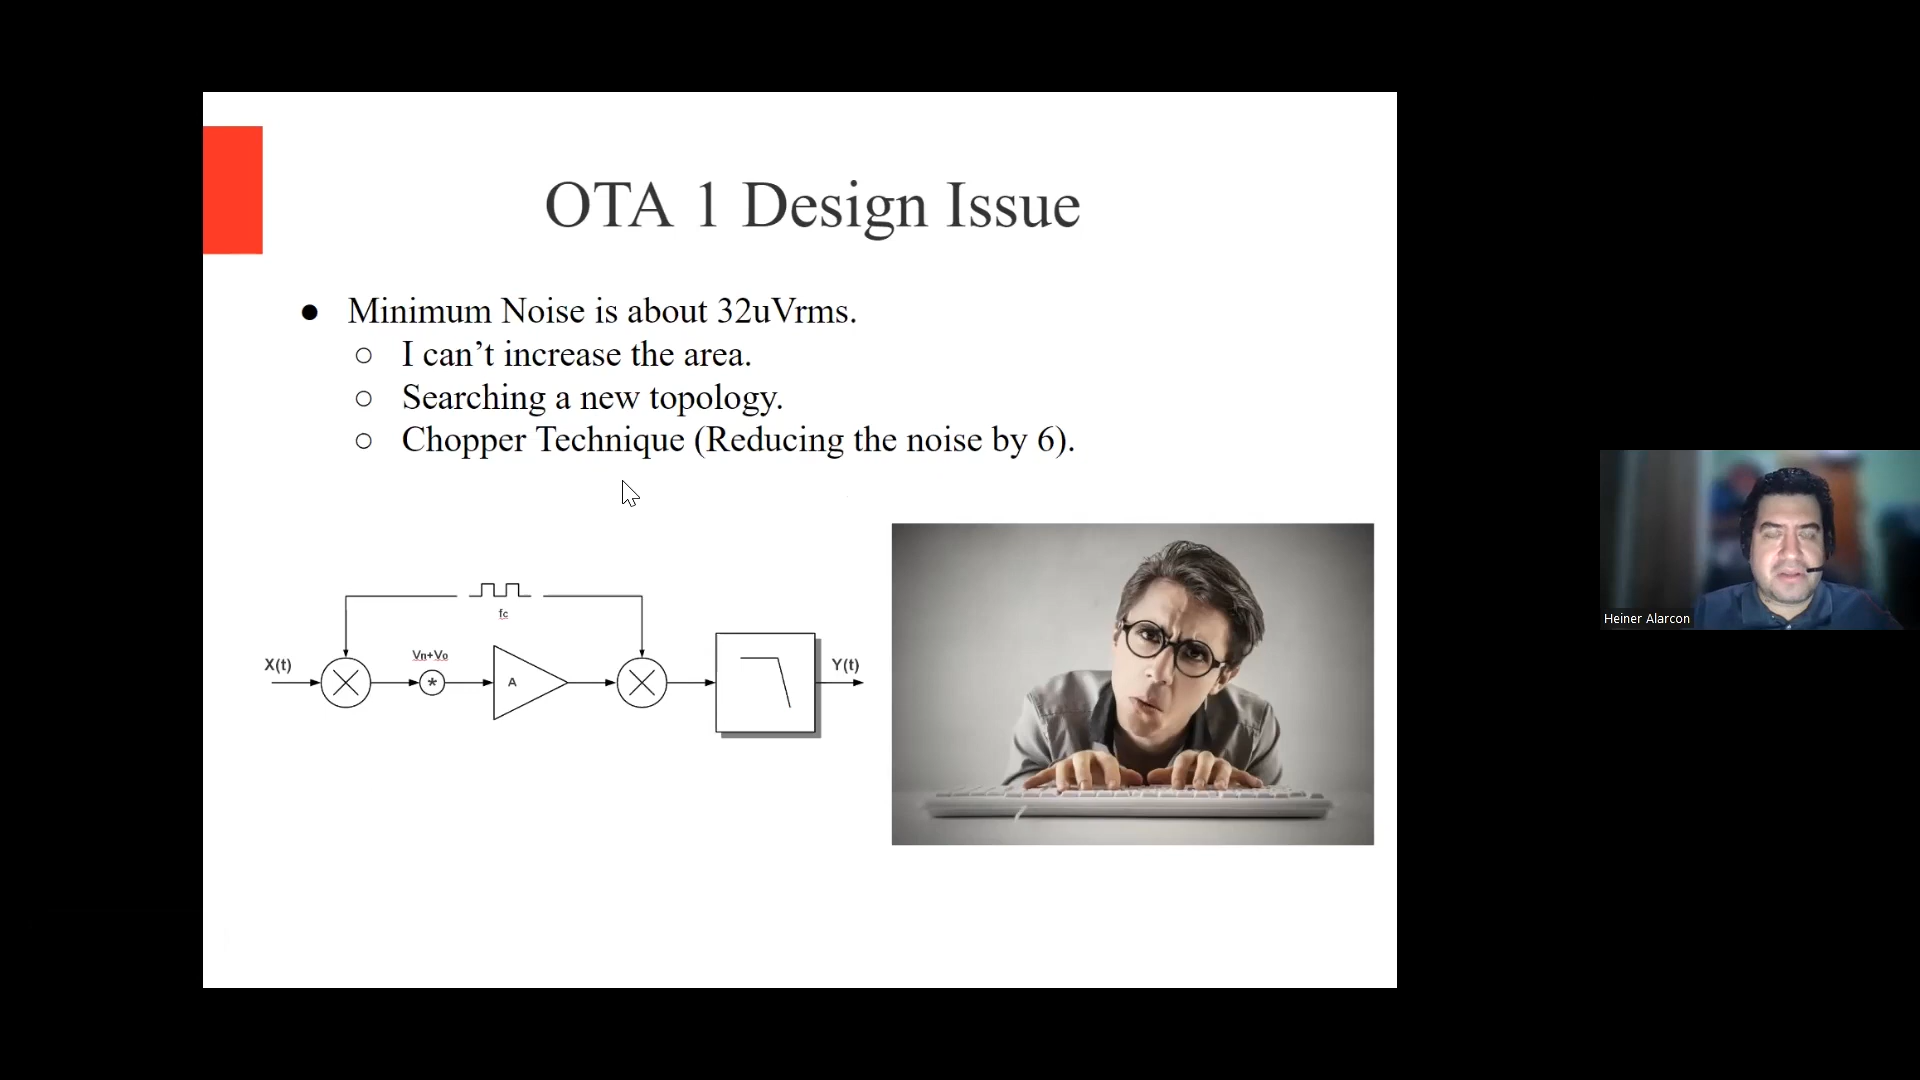 OTA 1 Design Issue
● Minimum Noise is about 32uVrms.
○ I can’t increase the area.
○ Searching a new topology.
○ Chopper Technique (Reducing the noise by 6).
fc
X(t)
Vn+Vo
A
Y(t)
Heiner Alarcon